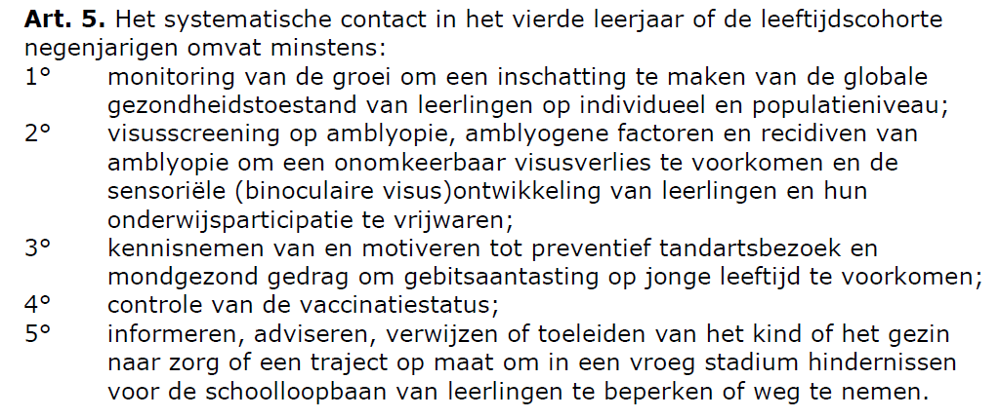 Art. 5. Het systematische contact in het vierde leerjaar of de leeftijdscohorte
negenjarigen omvat minstens:
1° monitoring van de groei om een inschatting te maken van de globale
gezondheidstoestand van leerlingen op individueel en populatieniveau;
2° visusscreening op amblyopie, amblyogene factoren en recidiven van
amblyopie om een onomkeerbaar visusverlies te voorkomen en de
sensoriële (binoculaire visus)ontwikkeling van leerlingen en hun
onderwijsparticipatie te vrijwaren;
3° kennisnemen van en motiveren tot preventief tandartsbezoek en
mondgezond gedrag om gebitsaantasting op jonge leeftijd te voorkomen;
4° controle van de vaccinatiestatus;
5° informeren, adviseren, verwijzen of toeleiden van het kind of het gezin
naar zorg of een traject op maat om in een vroeg stadium hindernissen
voor de schoolloopbaan van leerlingen te beperken of weg te nemen.